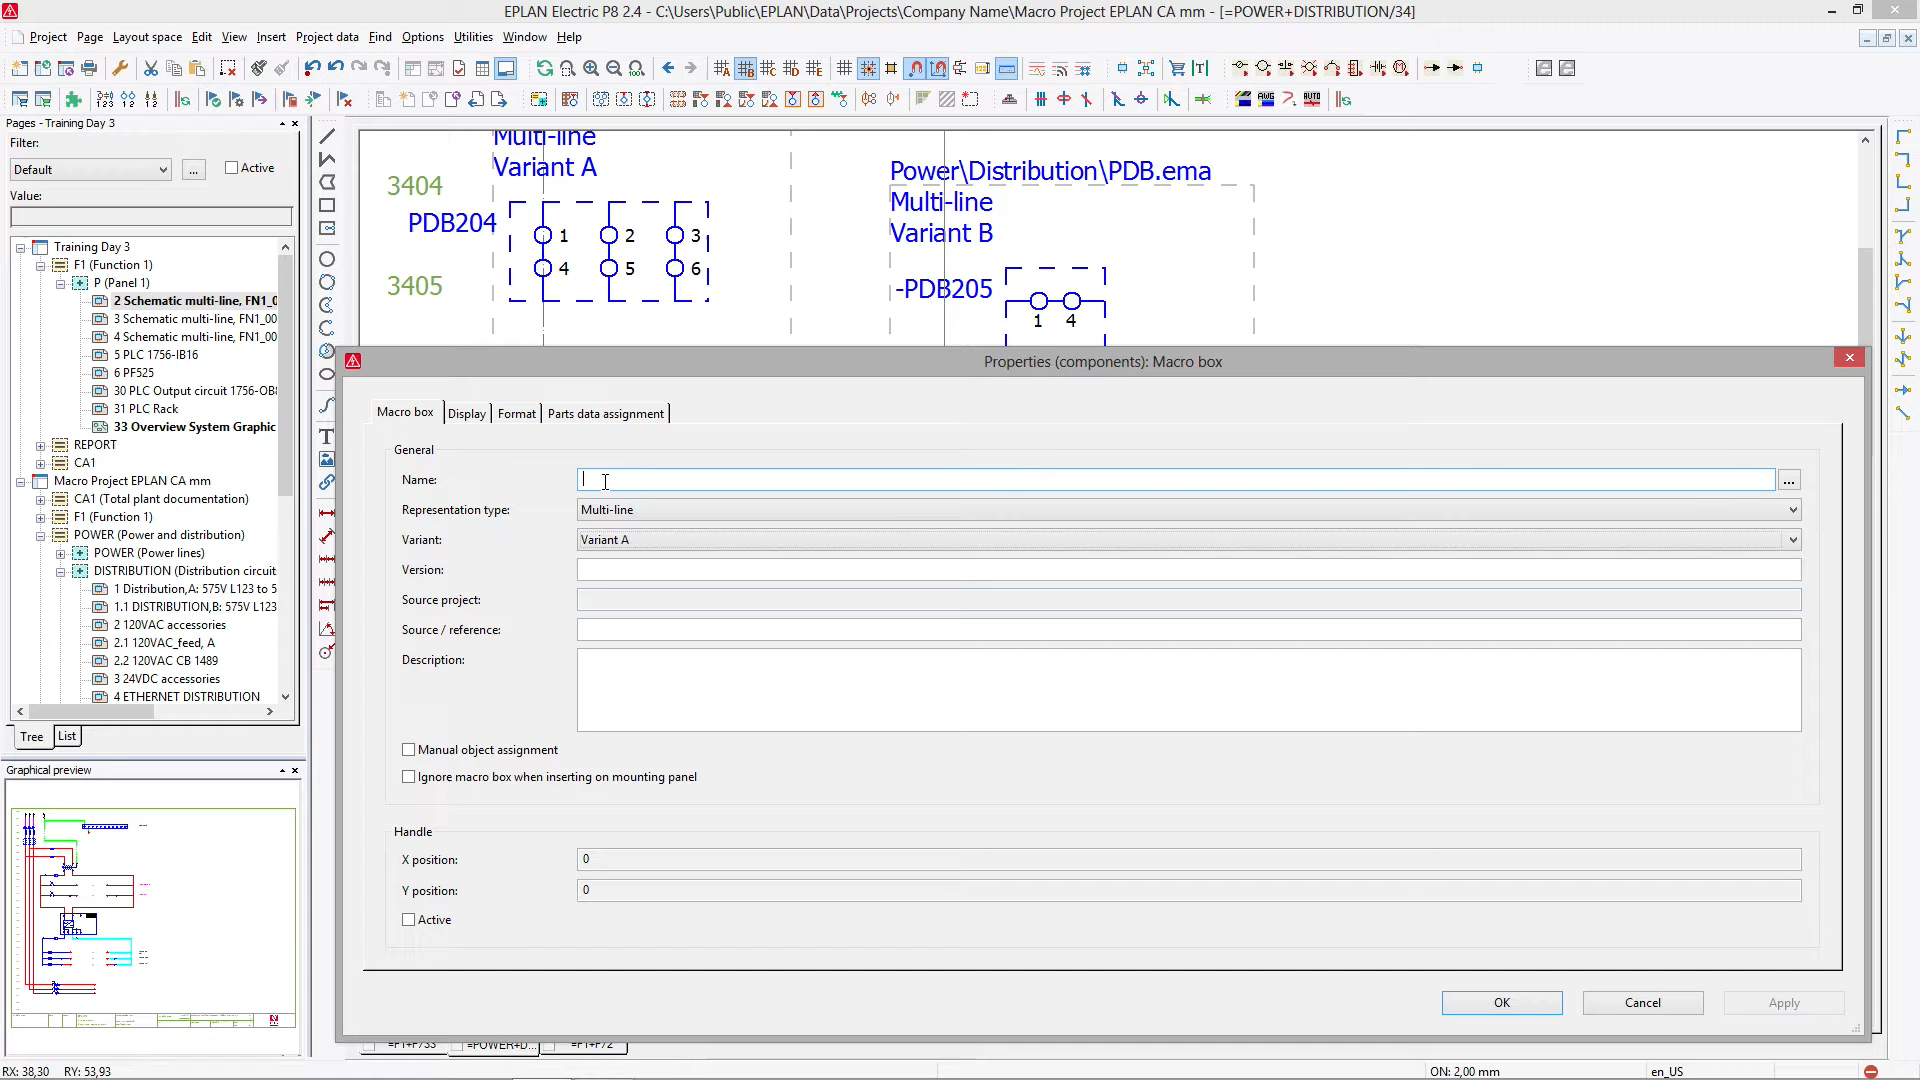 EPLAN Electric P8 2.4 - C:\Users\Public\EPLAN\Data\Projects\Company Name\Macro Project EPLAN CA mm - [=POWER+DISTRIBUTION/34]
Project Page Layout space Edit View Insert Project data Find Options Utilities Window Help
Pages - Training Day 3
Filter:
Default
...
Active
Value:
Training Day 3
F1 (Function 1)
P (Panel 1)
2 Schematic multi-line, FN1_0
3 Schematic multi-line, FN1_00
4 Schematic multi-line, FN1_00
5 PLC 1756-IB16
6 PF525
30 PLC Output circuit 1756-OB8
31 PLC Rack
33 Overview System Graphic
REPORT
CA1
Macro Project EPLAN CA mm
CA1 (Total plant documentation)
F1 (Function 1)
POWER (Power and distribution)
POWER (Power lines)
DISTRIBUTION (Distribution circuit
1 Distribution,A: 575V L123 to 5
1.1 DISTRIBUTION,B: 575V L123
2 120VAC accessories
2.1 120VAC_feed, A
2.2 120VAC CB 1489
3 24VDC accessories
4 ETHERNET DISTRIBUTION
Tree List
Graphical preview
Multi-line
Variant A
3404
PDB204
3405
1 2 3
4 5 6
Power\Distribution\PDB.ema
Multi-line
Variant B
-PDB205
1 4
Properties (components): Macro box
Macro box Display Format Parts data assignment
General
Name:
...
Representation type: Multi-line
Variant: Variant A
Version:
Source project:
Source / reference:
Description:
Manual object assignment
Ignore macro box when inserting on mounting panel
Handle
X position: 0
Y position: 0
Active
OK Cancel Apply
=F1+F/33 =POWER+D... =F1+F/2
RX: 38,30 RY: 53,93
ON: 2,00 mm
en_US